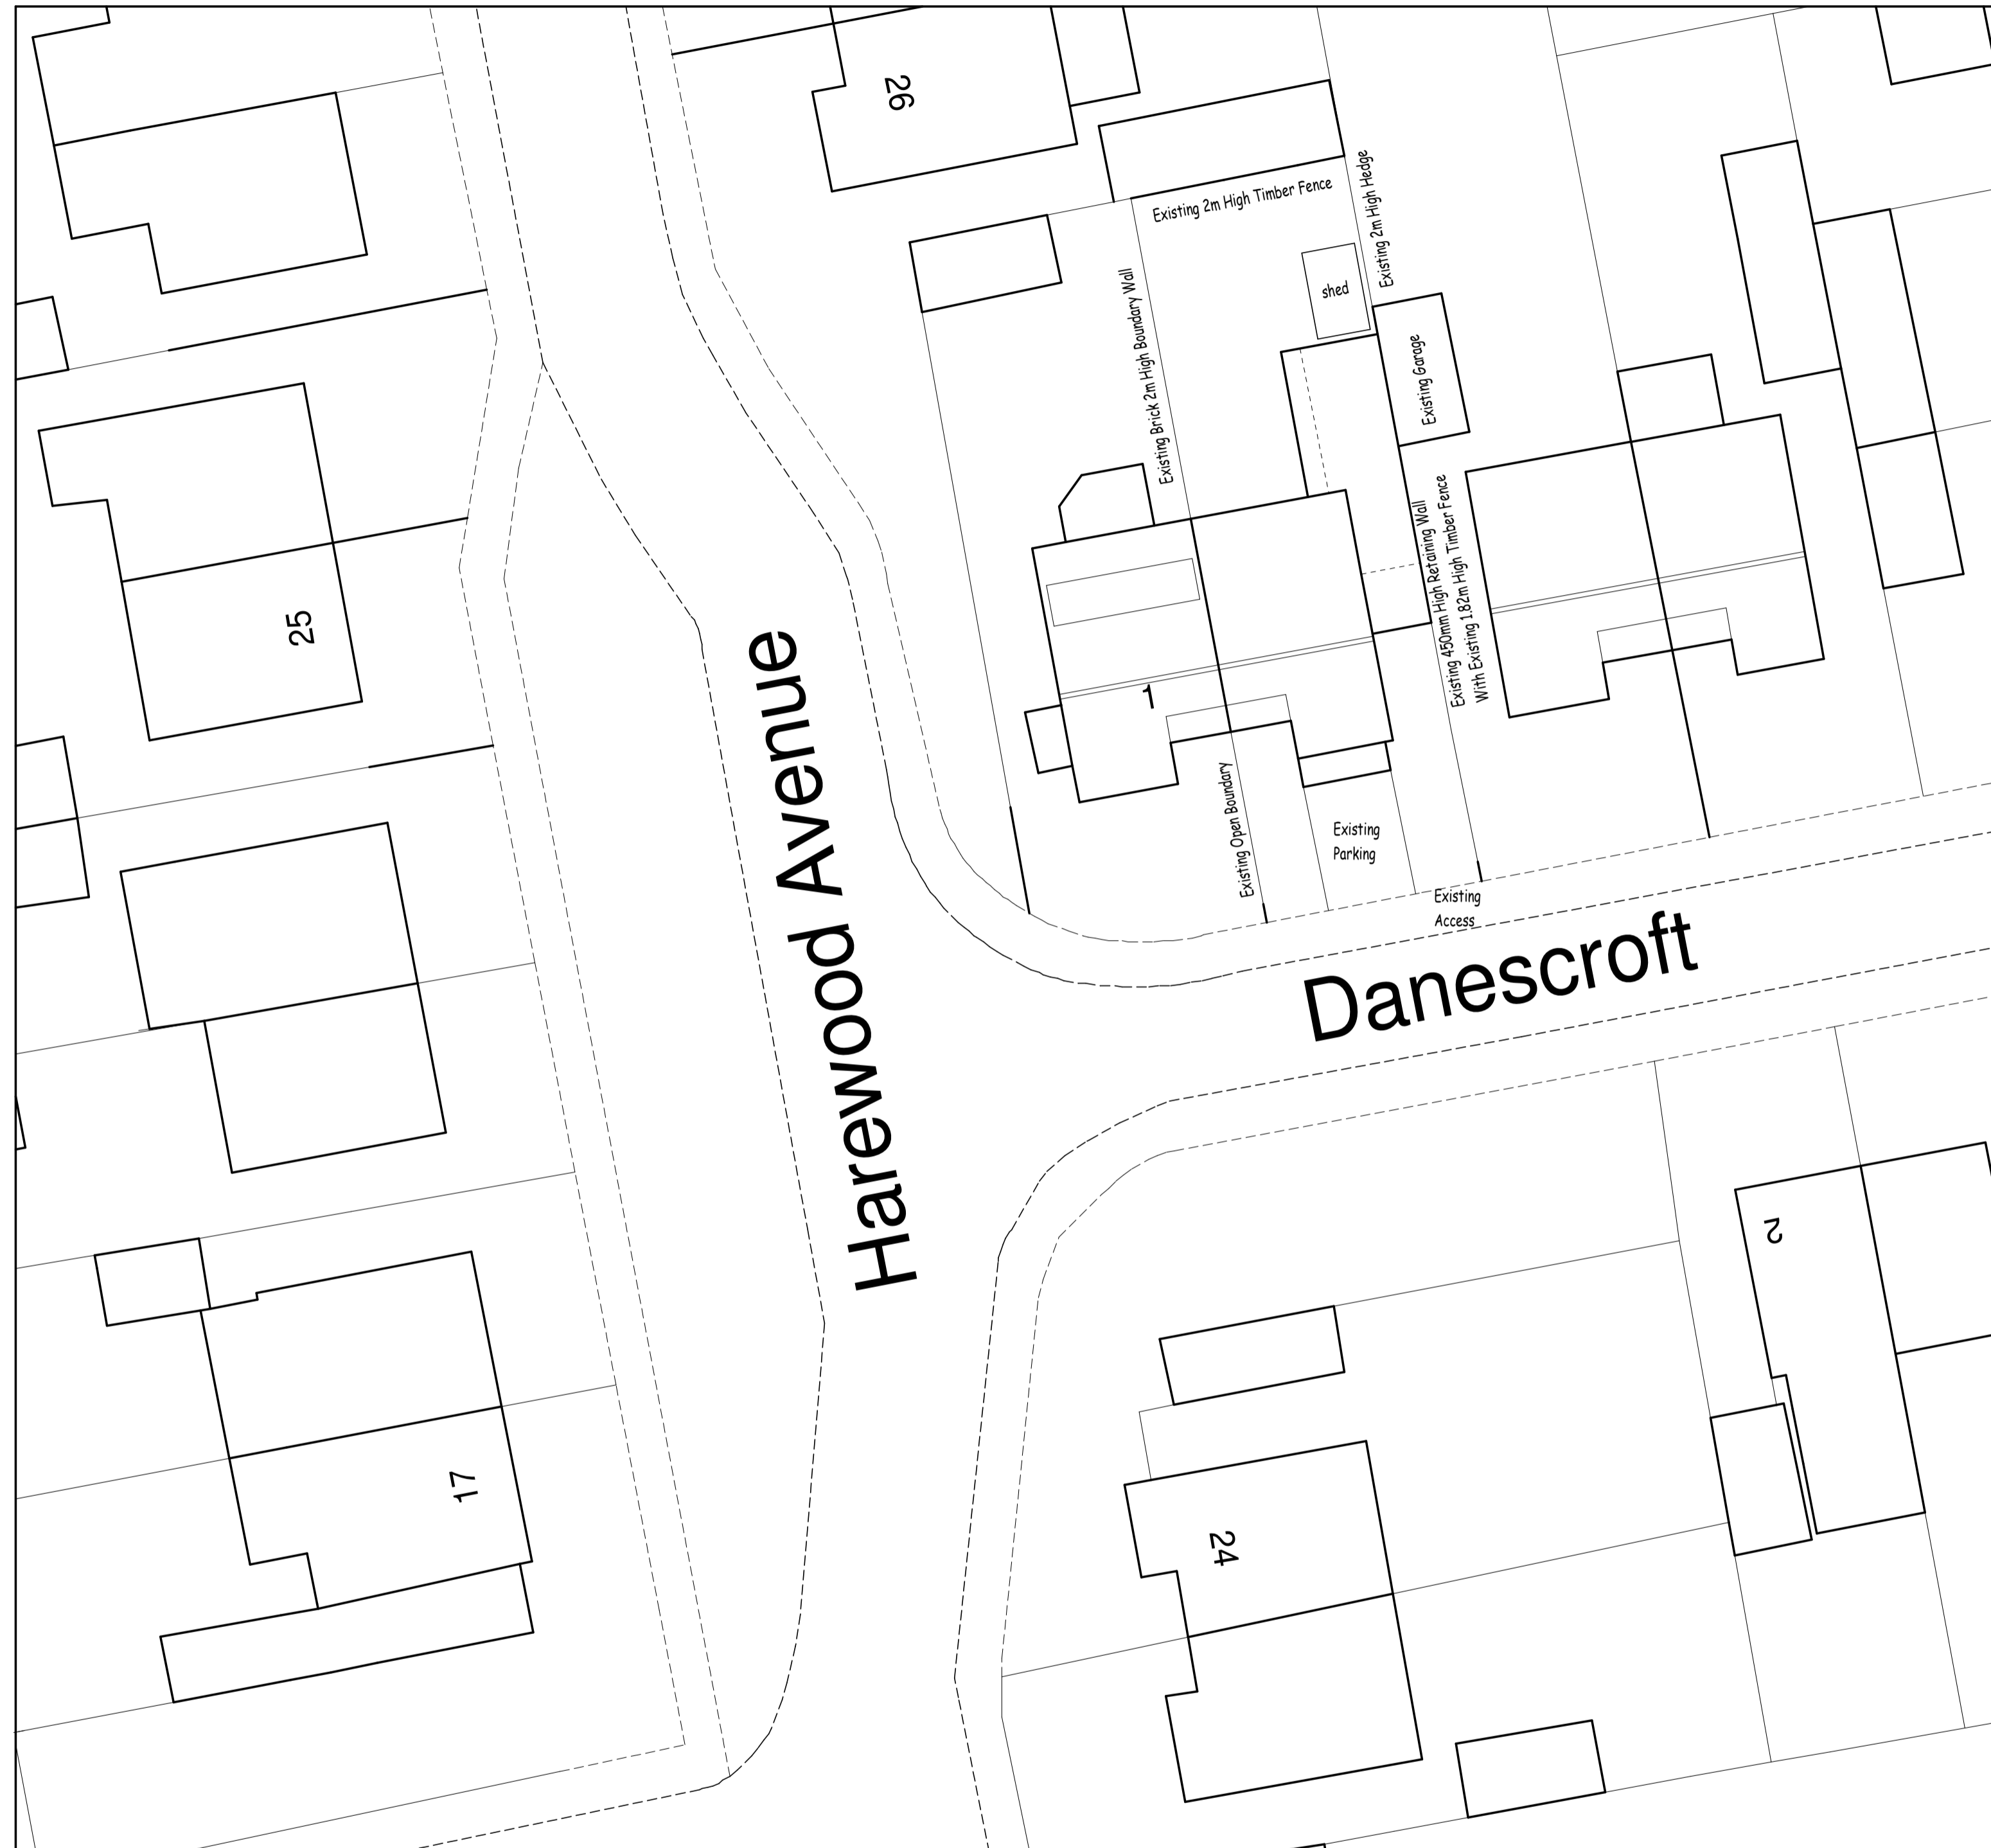 26
Existing 2m High Timber Fence
Existing 2m High Hedge
shed
Existing Brick 2m High Boundary Wall
Existing Garage
Existing 450mm High Retaining Wall
With Existing 1.82m High Timber Fence
25
1
Existing Open Boundary
Existing
Parking
Existing
Access
Harewood Avenue
Danescroft
2
17
24